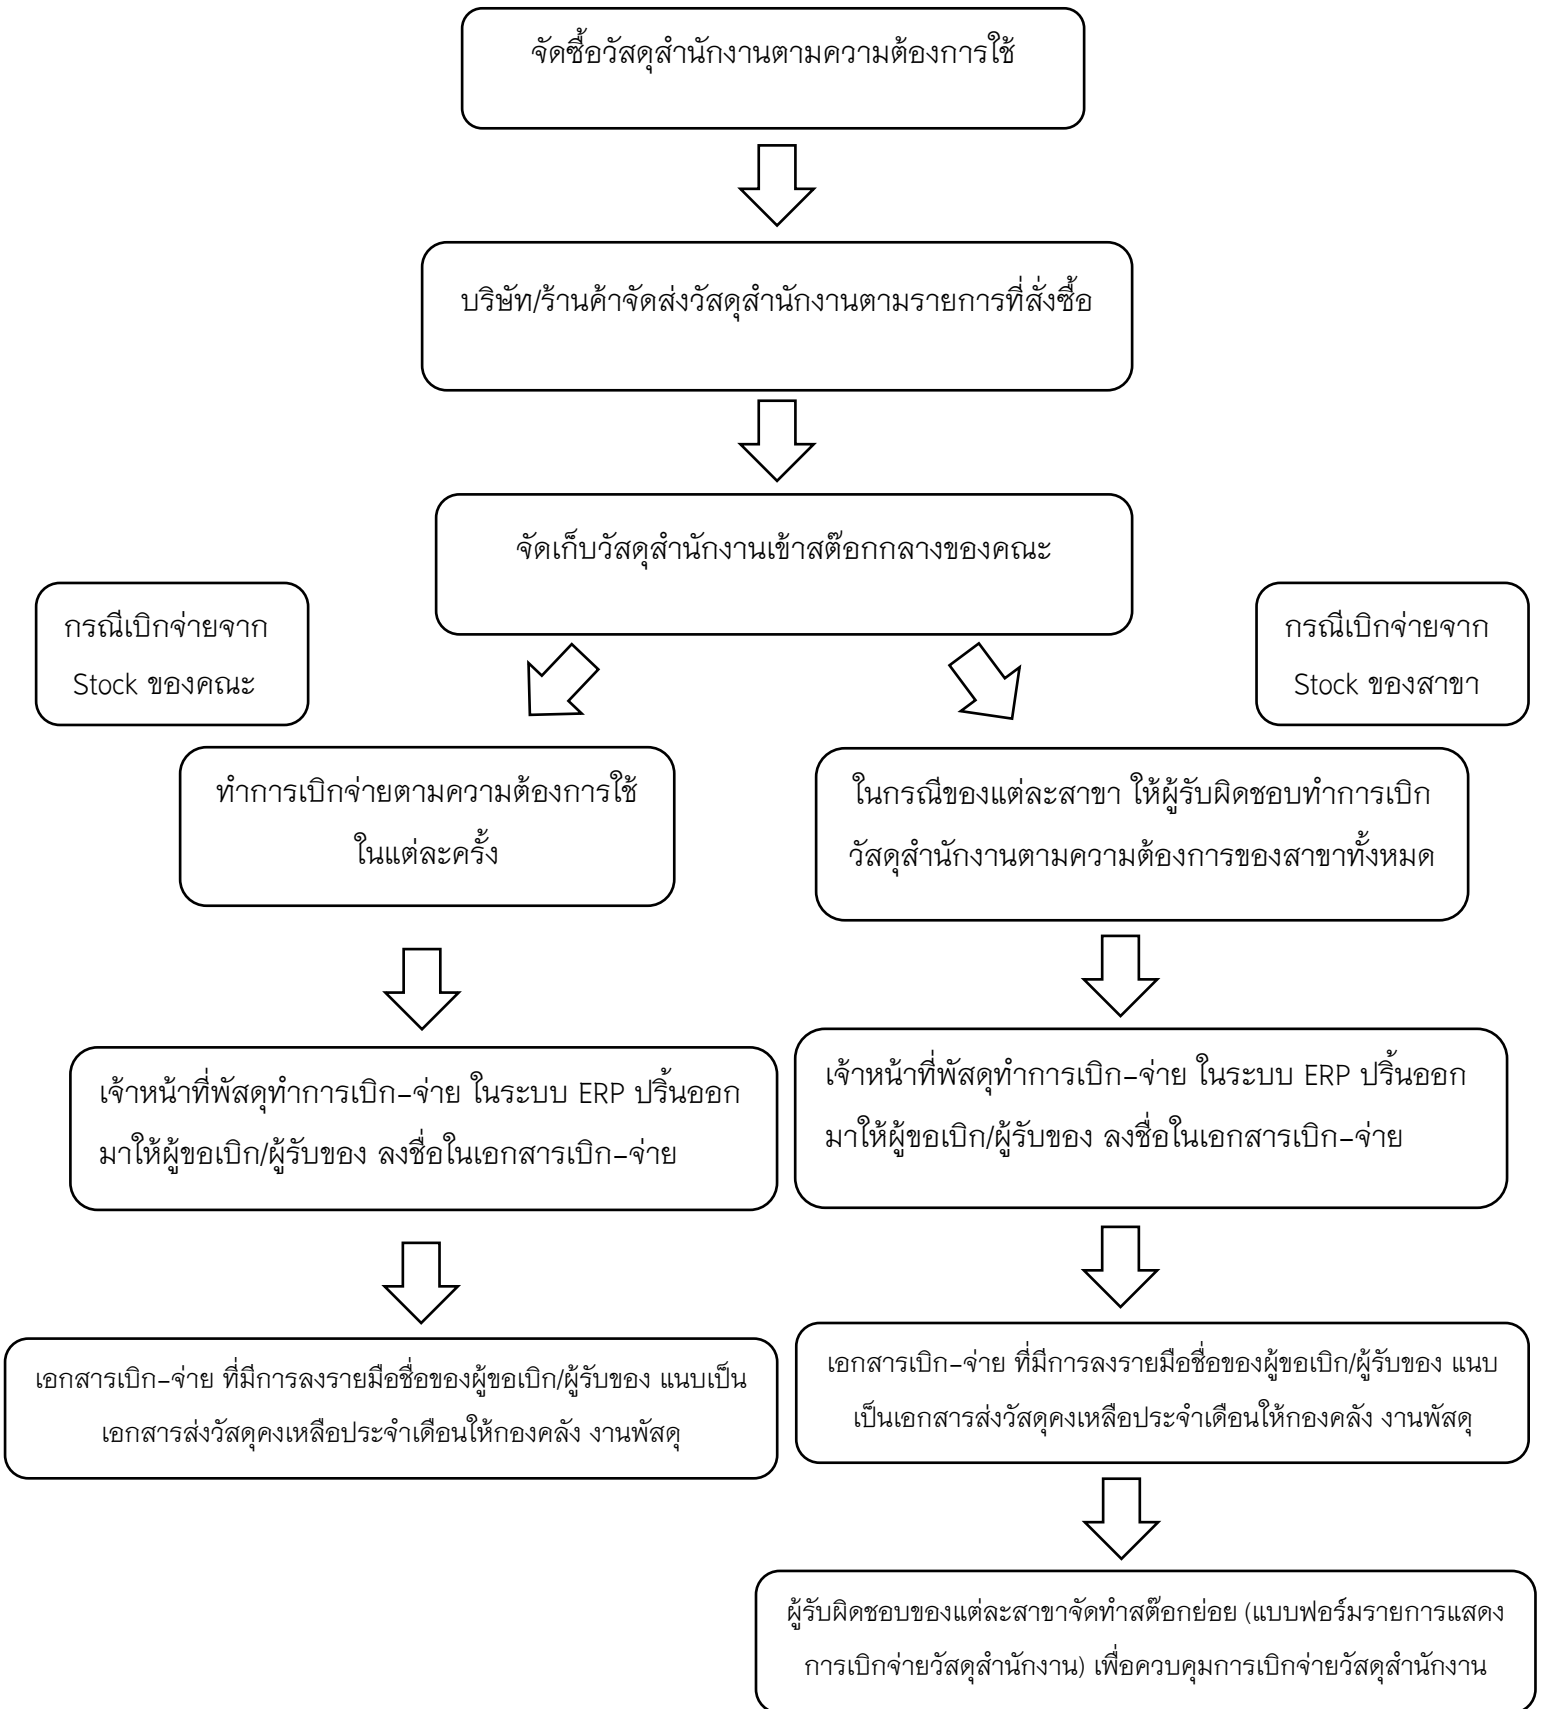 จัดซื้อวัสดุสำนักงานตามความต้องการใช้
บริษัท/ร้านค้าจัดส่งวัสดุสำนักงานตามรายการที่สั่งซื้อ
จัดเก็บวัสดุสำนักงานเข้าสต๊อกกลางของคณะ
กรณีเบิกจ่ายจาก
Stock ของคณะ
กรณีเบิกจ่ายจาก
Stock ของสาขา
ทำการเบิกจ่ายตามความต้องการใช้
ในแต่ละครั้ง
ในกรณีของแต่ละสาขา ให้ผู้รับผิดชอบทำการเบิก
วัสดุสำนักงานตามความต้องการของสาขาทั้งหมด
เจ้าหน้าที่พัสดุทำการเบิก–จ่าย ในระบบ ERP ปริ้นออก
มาให้ผู้ขอเบิก/ผู้รับของ ลงชื่อในเอกสารเบิก–จ่าย
เจ้าหน้าที่พัสดุทำการเบิก–จ่าย ในระบบ ERP ปริ้นออก
มาให้ผู้ขอเบิก/ผู้รับของ ลงชื่อในเอกสารเบิก–จ่าย
เอกสารเบิก–จ่าย ที่มีการลงรายมือชื่อของผู้ขอเบิก/ผู้รับของ แนบเป็น
เอกสารส่งวัสดุคงเหลือประจำเดือนให้กองคลัง งานพัสดุ
เอกสารเบิก–จ่าย ที่มีการลงรายมือชื่อของผู้ขอเบิก/ผู้รับของ แนบ
เป็นเอกสารส่งวัสดุคงเหลือประจำเดือนให้กองคลัง งานพัสดุ
ผู้รับผิดชอบของแต่ละสาขาจัดทำสต๊อกย่อย (แบบฟอร์มรายการแสดง
การเบิกจ่ายวัสดุสำนักงาน) เพื่อควบคุมการเบิกจ่ายวัสดุสำนักงาน